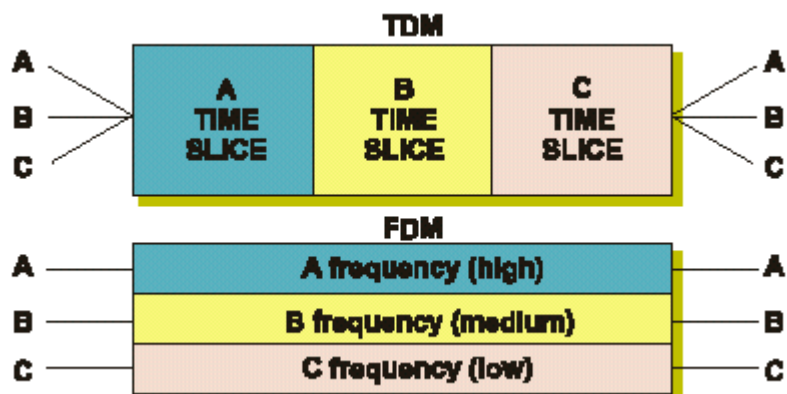 TDM
A
B
C
A
TIME
SLICE
B
TIME
SLICE
C
TIME
SLICE
A
B
C
FDM
A
A frequency (high)
A
B
B frequency (medium)
B
C
C frequency (low)
C